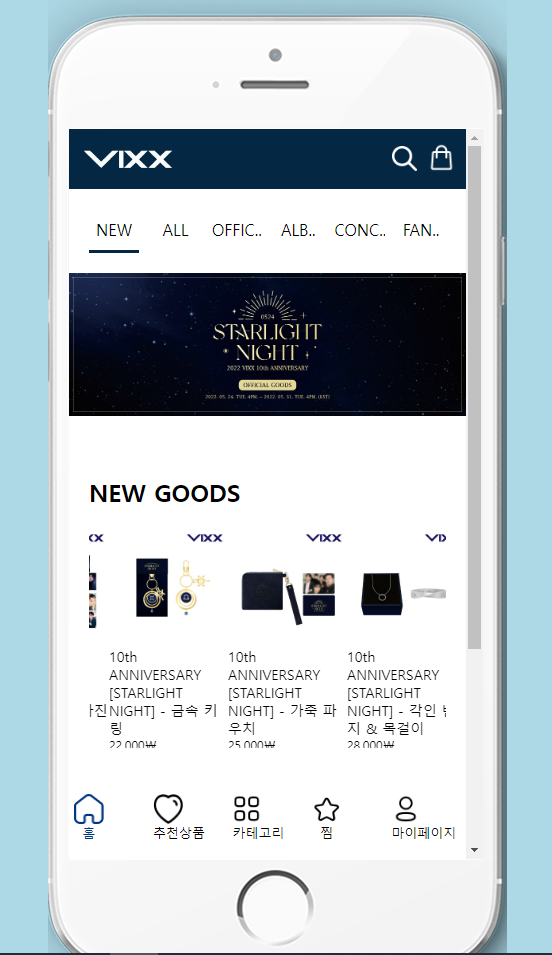 VIXX
NEW ALL OFFIC.. ALB.. CONC.. FAN..
0524
STARLIGHT
NIGHT
2022 VIXX 10th ANNIVERSARY
OFFICIAL GOODS
2022. 05. 24. TUE. 4PM. – 2022. 05. 31. TUE. 4PM. (KST)
NEW GOODS
VIXX VIXX
10th
ANNIVERSARY
[STARLIGHT
NIGHT] - 금속 키
링
22,000₩
10th
ANNIVERSARY
[STARLIGHT
NIGHT] - 가죽 파
우치
25,000₩
10th
ANNIVERSARY
[STARLIGHT
NIGHT] - 각인 반
지 & 목걸이
28,000₩
홈 추천상품 카테고리 찜 마이페이지